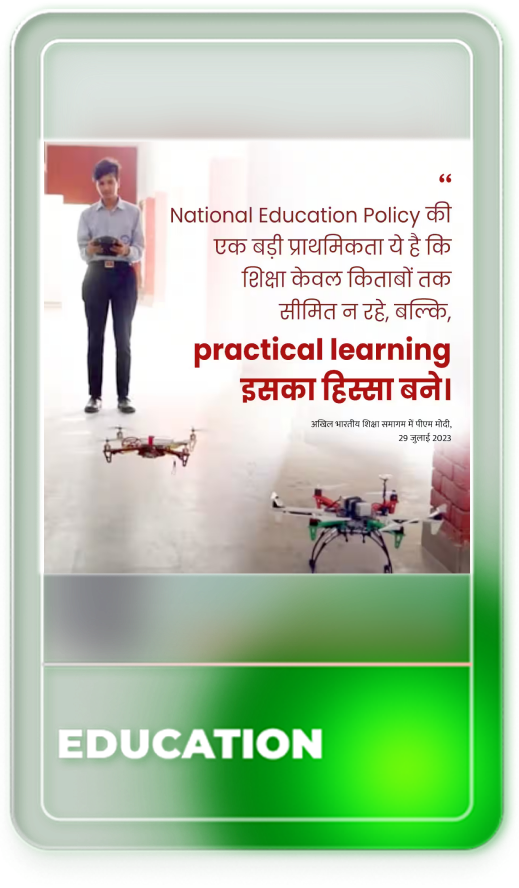 “
National Education Policy की
एक बड़ी प्राथमिकता ये है कि
शिक्षा केवल किताबों तक
सीमित न रहे, बल्कि,
practical learning
इसका हिस्सा बने।
अखिल भारतीय शिक्षा समागम में पीएम मोदी,
29 जुलाई 2023
EDUCATION